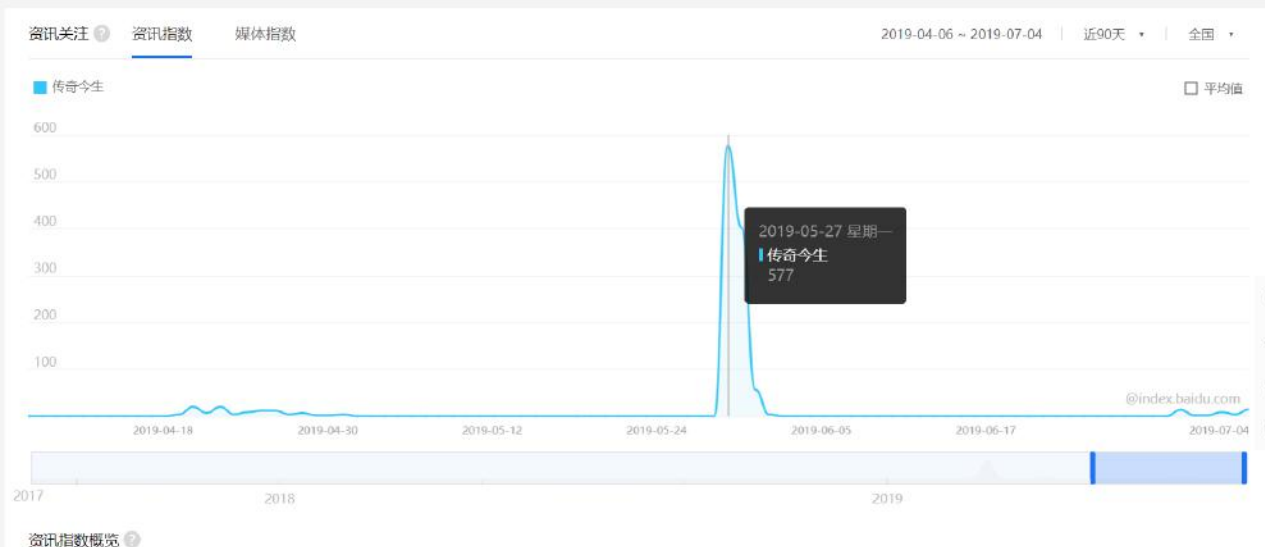 资讯关注 ? 资讯指数 媒体指数 2019-04-06 ~ 2019-07-04 近90天 全国
传奇今生 平均值
600
500
400
300
200
100
2019-05-27 星期一
传奇今生
577
@index.baidu.com
2019-04-18 2019-04-30 2019-05-12 2019-05-24 2019-06-05 2019-06-17 2019-07-04
2017 2018 2019
资讯指数概览 ?